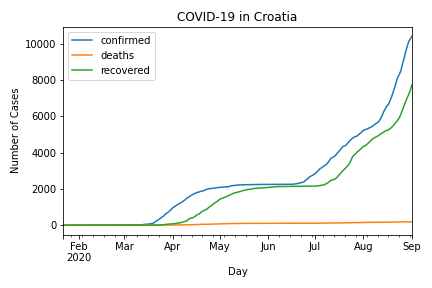 COVID-19 in Croatia
confirmed
deaths
recovered
Number of Cases
10000
8000
6000
4000
2000
0
Feb Mar Apr May Jun Jul Aug Sep
2020
Day